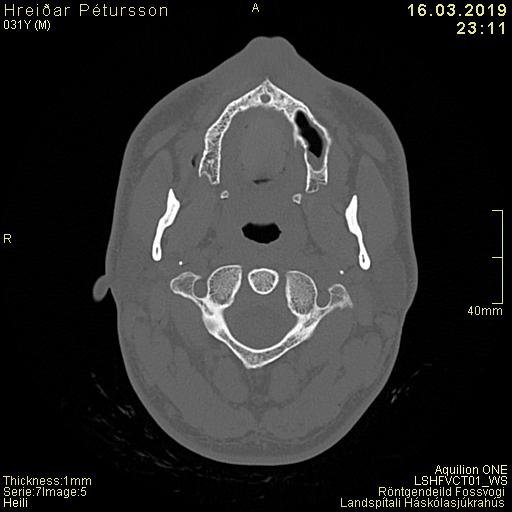 Hreiðar Pétursson
031Y (M)
A
16.03.2019
23:11
R
40mm
Thickness:1mm
Serie:7Image:5
Heili
Aquilion ONE
LSHFVCT01_WS
Röntgendeild Fossvogi
Landspítali Háskólasjúkrahús